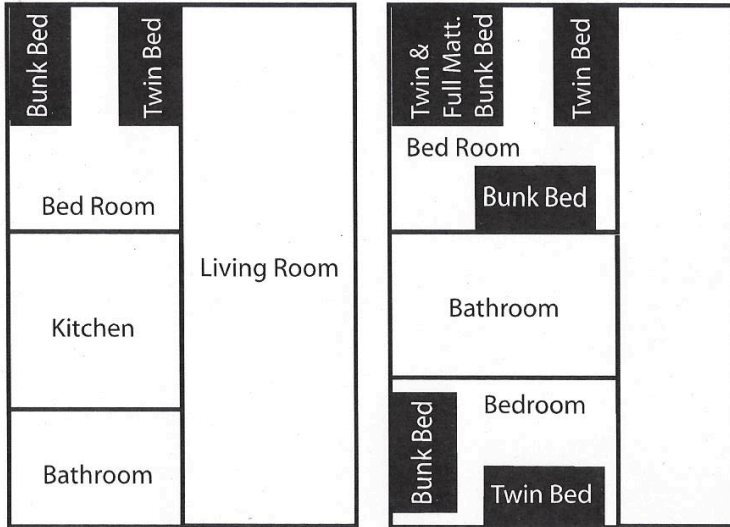 Bunk Bed
Twin Bed
Bed Room
Kitchen
Bathroom
Living Room
Twin &
Full Matt.
Bunk Bed
Twin Bed
Bed Room
Bunk Bed
Bathroom
Bedroom
Bunk Bed
Twin Bed